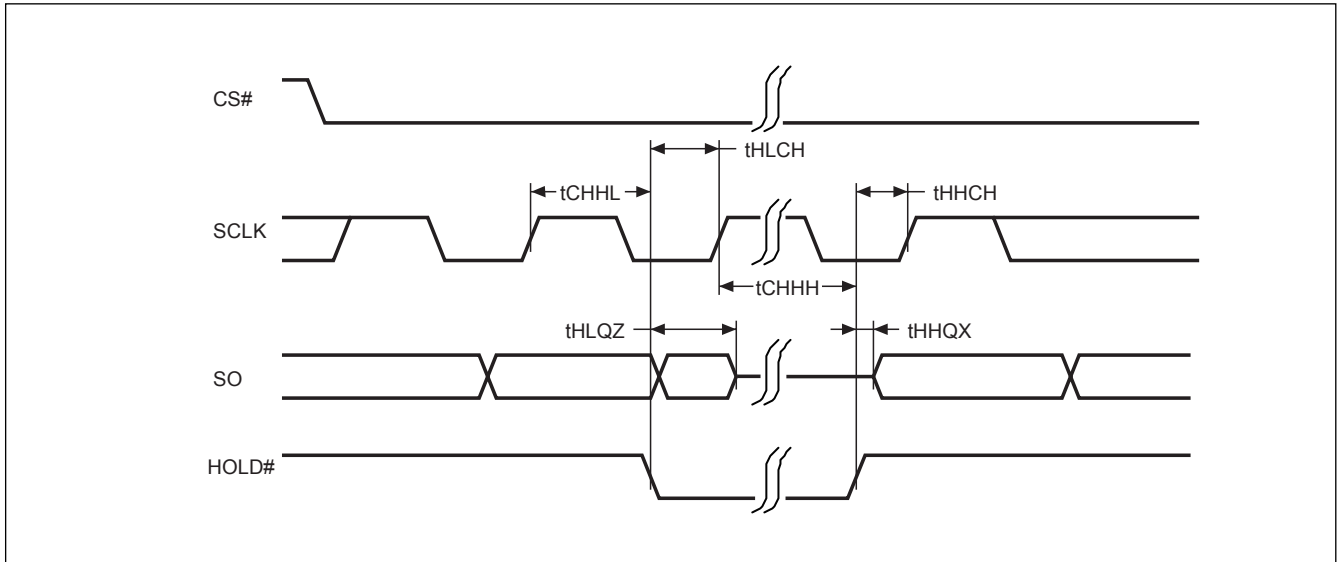 CS#
tHLCH
tCHHL
tHHCH
SCLK
tCHHH
tHLQZ
tHHQX
SO
HOLD#